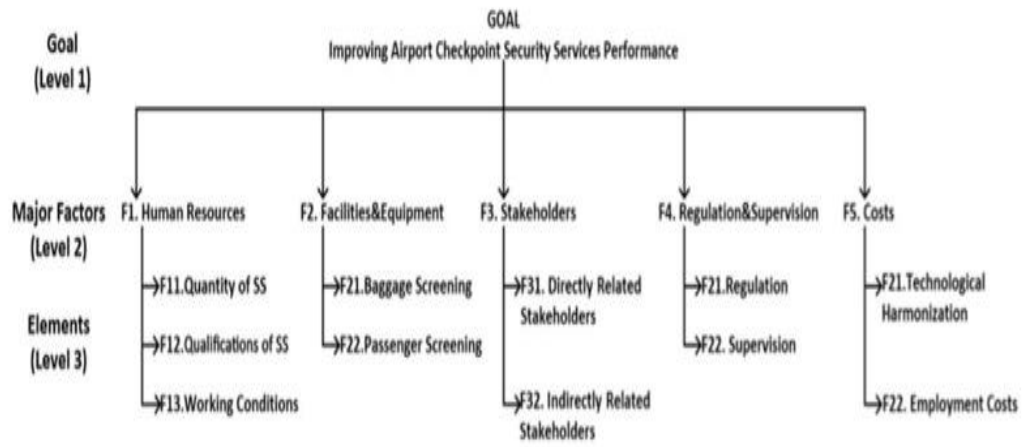 GOAL
Improving Airport Checkpoint Security Services Performance
Goal
(Level 1)
Major Factors
(Level 2)
F1. Human Resources
F2. Facilities&Equipment
F3. Stakeholders
F4. Regulation&Supervision
F5. Costs
Elements
(Level 3)
F11.Quantity of SS
F12.Qualifications of SS
F13.Working Conditions
F21.Baggage Screening
F22.Passenger Screening
F31. Directly Related
Stakeholders
F32. Indirectly Related
Stakeholders
F21.Regulation
F22. Supervision
F21.Technological
Harmonization
F22. Employment Costs